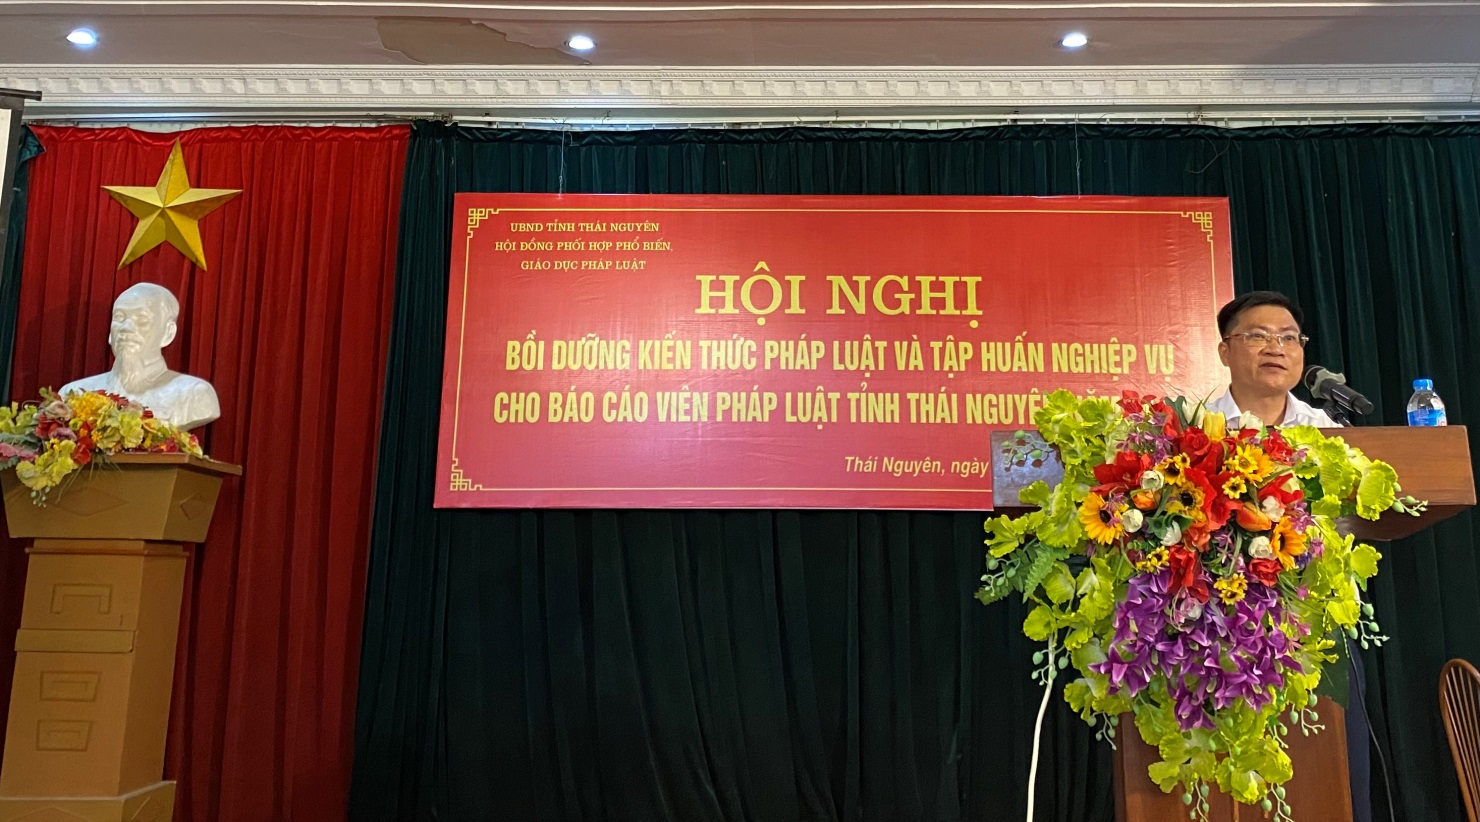 UBND TỈNH THÁI NGUYÊN
HỘI ĐỒNG PHỐI HỢP PHỔ BIẾN,
GIÁO DỤC PHÁP LUẬT
HỘI NGHỊ
BỒI DƯỠNG KIẾN THỨC PHÁP LUẬT VÀ TẬP HUẤN NGHIỆP VỤ
CHO BÁO CÁO VIÊN PHÁP LUẬT TỈNH THÁI NGUYÊN
Thái Nguyên, ngày